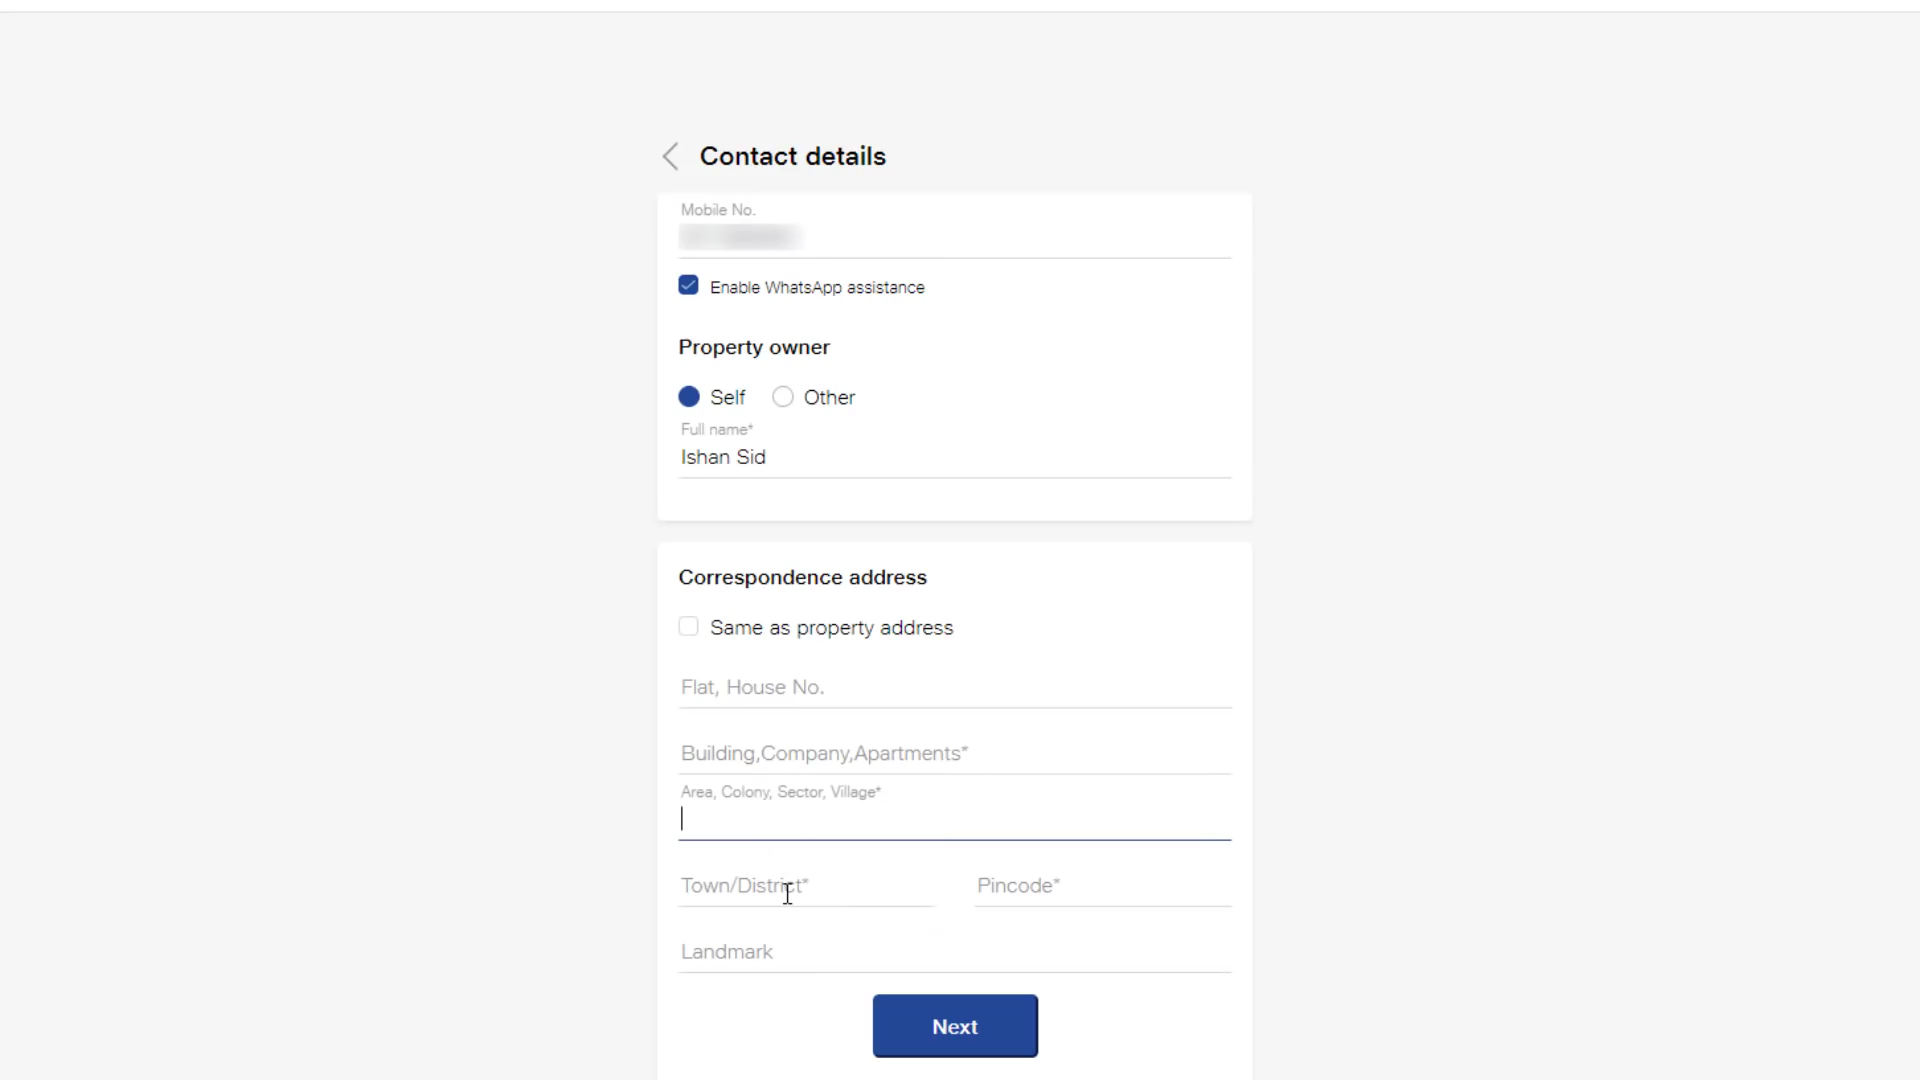 Contact details
Mobile No.
Enable WhatsApp assistance
Property owner
Self Other
Full name*
Ishan Sid
Correspondence address
Same as property address
Flat, House No.
Building,Company,Apartments*
Area, Colony, Sector, Village*
Town/District* Pincode*
Landmark
Next